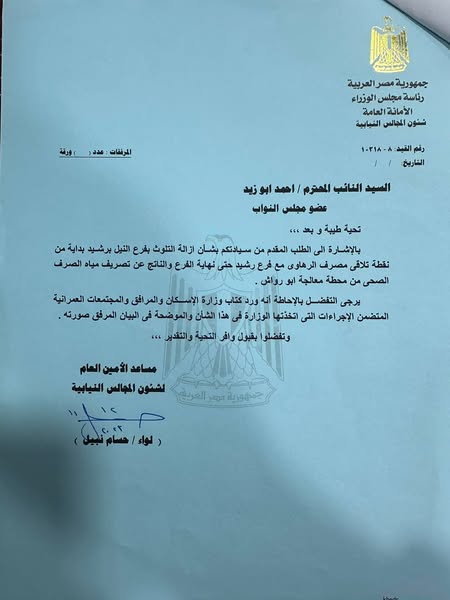 جمهورية مصر العربية
رئاسة مجلس الوزراء
الأمانة العامة
شئون المجالس النيابية
رقم القيد: ٨ - ١٠٣١٨
المرفقات : عدد ( ) ورقة
التاريخ: / /
السيد النائب المحترم / احمد ابو زيد
عضو مجلس النواب
تحية طيبة و بعد ،،،
بالإشارة الى الطلب المقدم من سيادتكم بشأن ازالة التلوث بفرع النيل برشيد بداية من
نقطة تلاقى مصرف الرهاوى مع فرع رشيد حتى نهاية الفرع والناتج عن تصريف مياه الصرف
الصحى من محطة معالجة ابو رواش .
يرجى التفضل بالإحاطة أنه ورد كتاب وزارة الاسكان والمرافق والمجتمعات العمرانية
المتضمن الإجراءات التى اتخذتها الوزارة فى هذا الشأن والموضحة فى البيان المرفق صورته .
وتفضلوا بقبول وافر التحية والتقدير ،،،
جمهورية مصر العربية
مساعد الأمين العام
لشئون المجالس النيابية
١٢
١١
٢٠٢٣
( لواء / حسام نبيل )